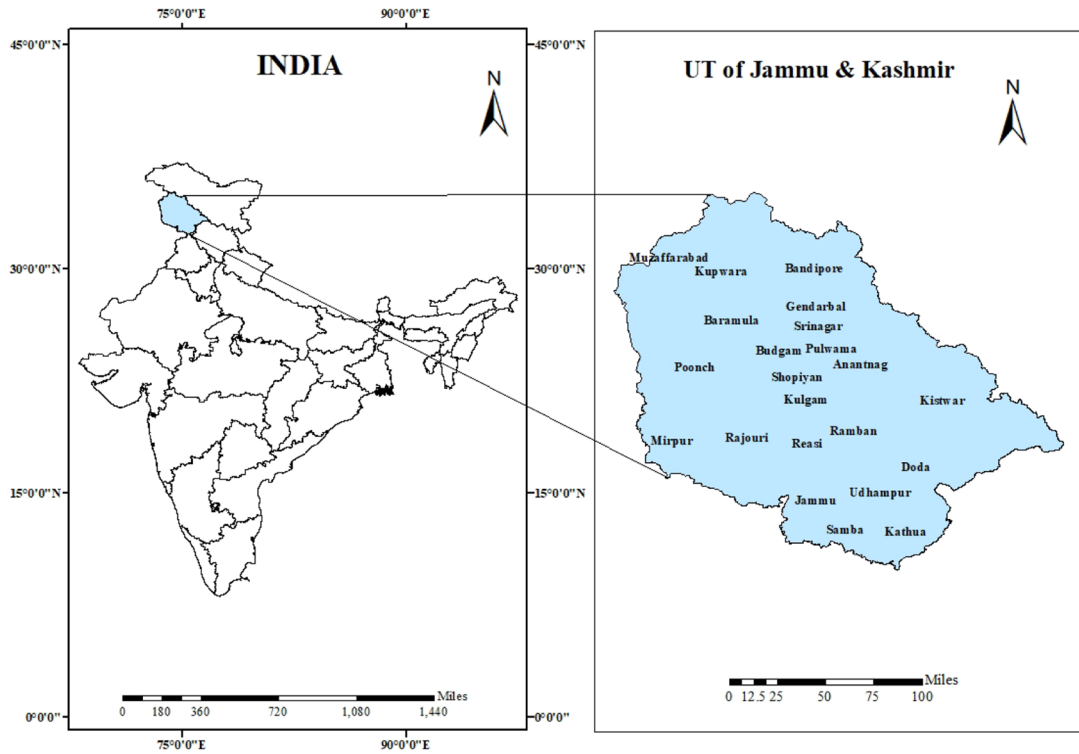 75°0'0"E 90°0'0"E
45°0'0"N
45°0'0"N
INDIA
N
UT of Jammu & Kashmir
N
30°0'0"N
30°0'0"N
Muzaffarabad
Kupwara
Bandipore
Gendarbal
Baramula
Srinagar
Budgam
Pulwama
Poonch
Anantnag
Shopiyan
Kulgam
Kistwar
Mirpur
Rajouri
Reasi
Ramban
Doda
15°0'0"N
15°0'0"N
Jammu
Udhampur
Samba
Kathua
Miles
0 180 360 720 1,080 1,440
Miles
0 12.5 25 50 75 100
0°0'0"
0°0'0"
75°0'0"E 90°0'0"E